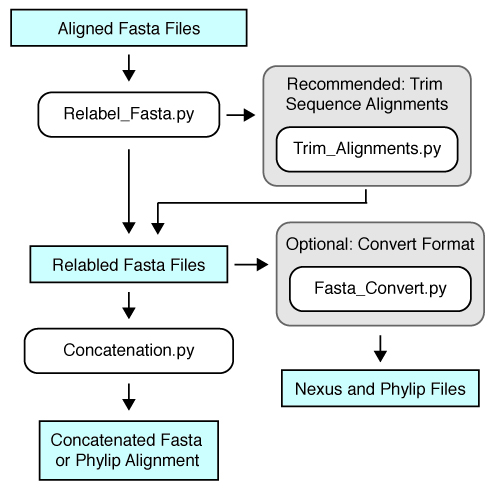 Aligned Fasta Files
Relabel_Fasta.py
Recommended: Trim
Sequence Alignments
Trim_Alignments.py
Relabled Fasta Files
Optional: Convert Format
Fasta_Convert.py
Concatenation.py
Nexus and Phylip Files
Concatenated Fasta
or Phylip Alignment